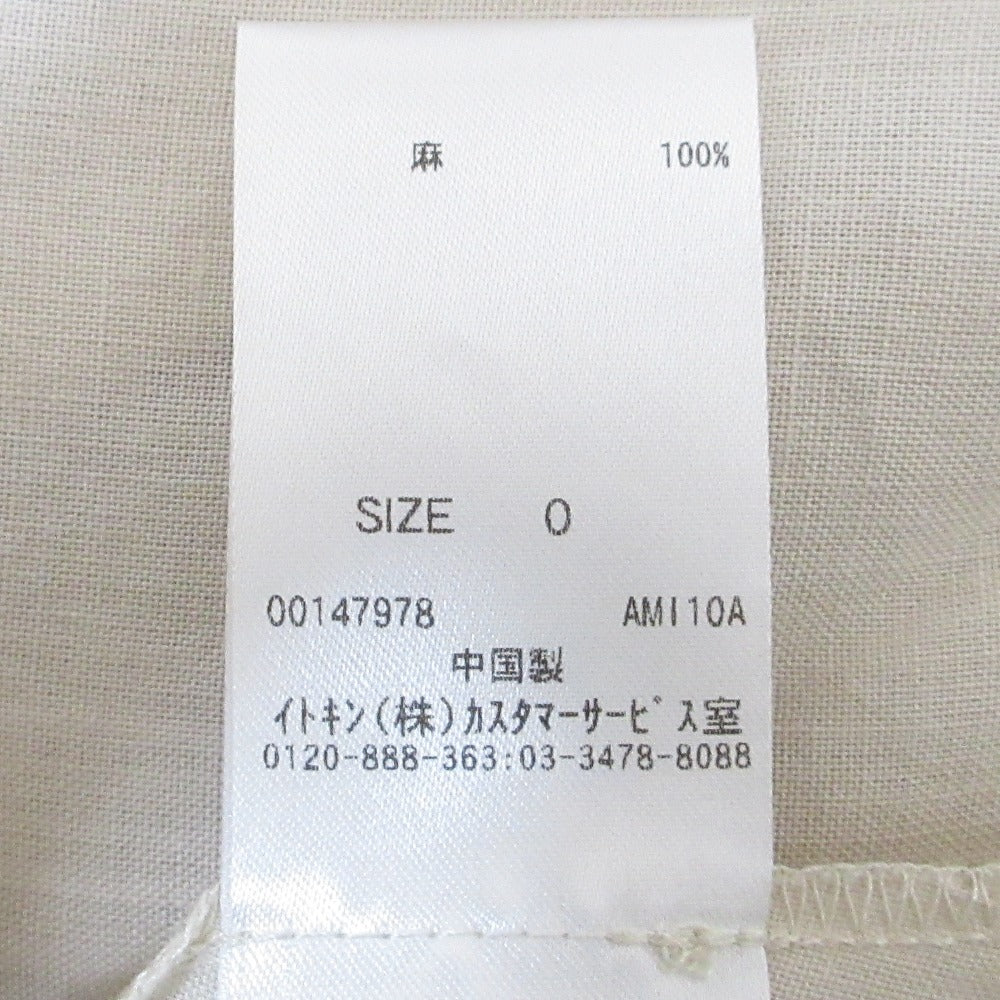 麻 100%
SIZE 0
00147978 AMI10A
中国製
イトキン(株)カスタマーサービス室
0120-888-363:03-3478-8088